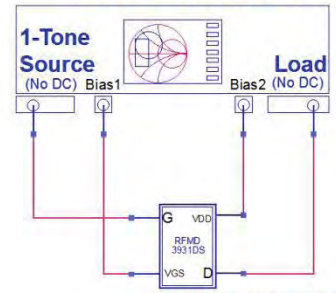 1-Tone
Source
Load
(No DC) Bias1
Bias2 (No DC)
G VDD
RFMD
3931DS
VGS D